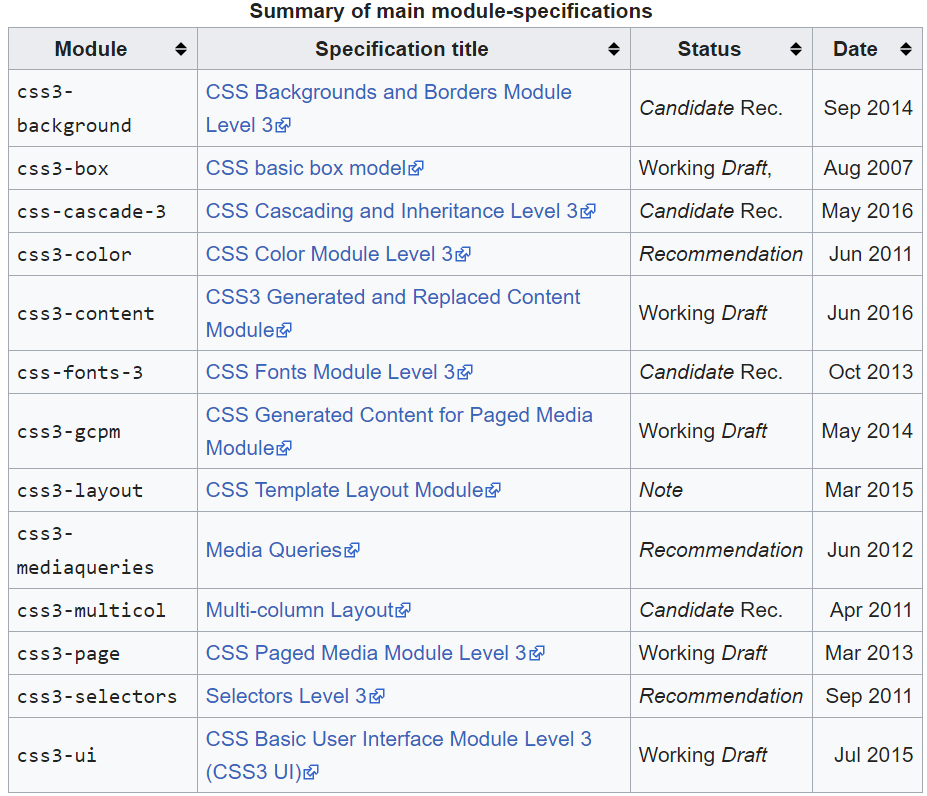 Summary of main module-specifications
Module Specification title Status Date
css3-background CSS Backgrounds and Borders Module Level 3 Candidate Rec. Sep 2014
css3-box CSS basic box model Working Draft, Aug 2007
css-cascade-3 CSS Cascading and Inheritance Level 3 Candidate Rec. May 2016
css3-color CSS Color Module Level 3 Recommendation Jun 2011
css3-content CSS3 Generated and Replaced Content Module Working Draft Jun 2016
css-fonts-3 CSS Fonts Module Level 3 Candidate Rec. Oct 2013
css3-gcpm CSS Generated Content for Paged Media Module Working Draft May 2014
css3-layout CSS Template Layout Module Note Mar 2015
css3-mediaqueries Media Queries Recommendation Jun 2012
css3-multicol Multi-column Layout Candidate Rec. Apr 2011
css3-page CSS Paged Media Module Level 3 Working Draft Mar 2013
css3-selectors Selectors Level 3 Recommendation Sep 2011
css3-ui CSS Basic User Interface Module Level 3 (CSS3 UI) Working Draft Jul 2015